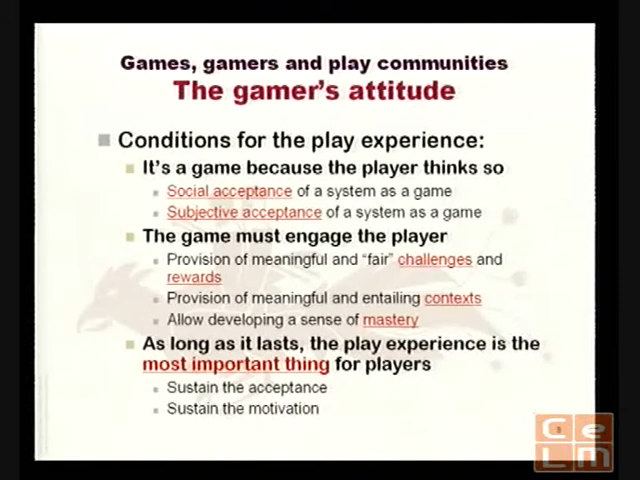 Games, gamers and play communities
The gamer's attitude
Conditions for the play experience:
It's a game because the player thinks so
Social acceptance of a system as a game
Subjective acceptance of a system as a game
The game must engage the player
Provision of meaningful and "fair" challenges and
rewards
Provision of meaningful and entailing contexts
Allow developing a sense of mastery
As long as it lasts, the play experience is the
most important thing for players
Sustain the acceptance
Sustain the motivation
CeLM